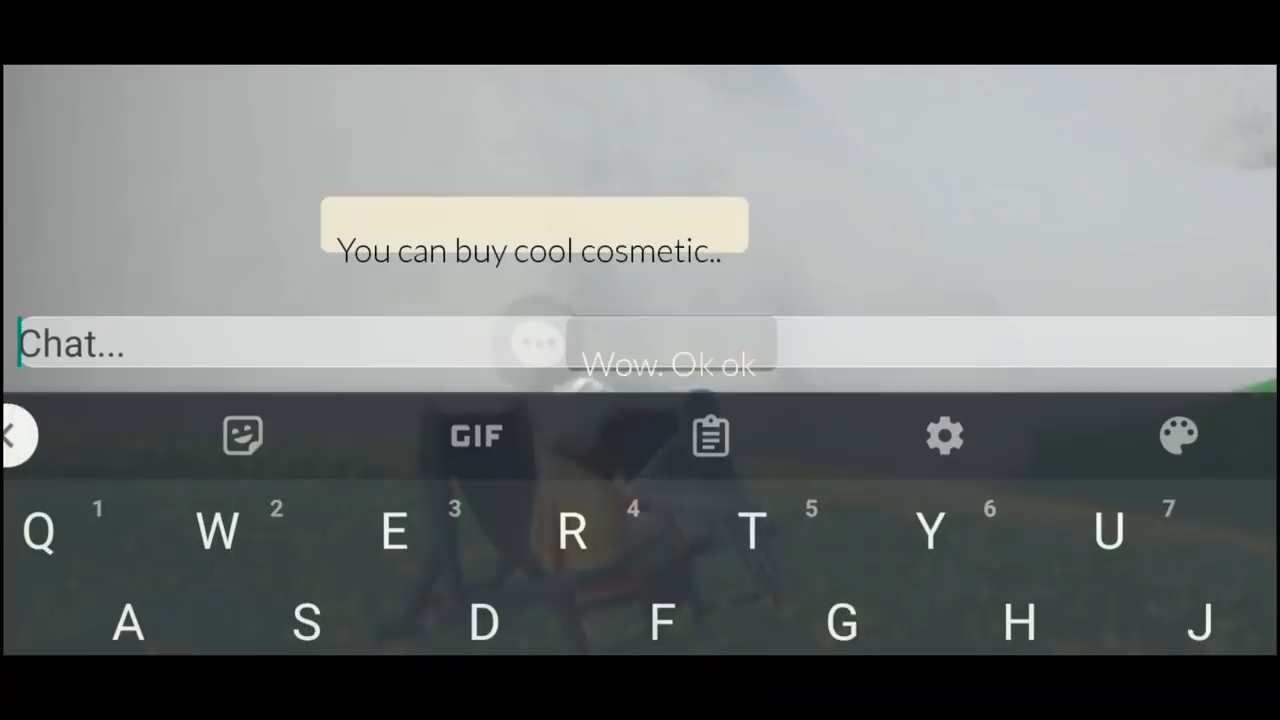 You can buy cool cosmetic..
Chat...
Wow. Ok ok
GIF
Q 1 W 2 E 3 R 4 T 5 Y 6 U 7
A S D F G H J